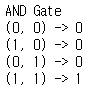 AND Gate
(0, 0) -> 0
(1, 0) -> 0
(0, 1) -> 0
(1, 1) -> 1